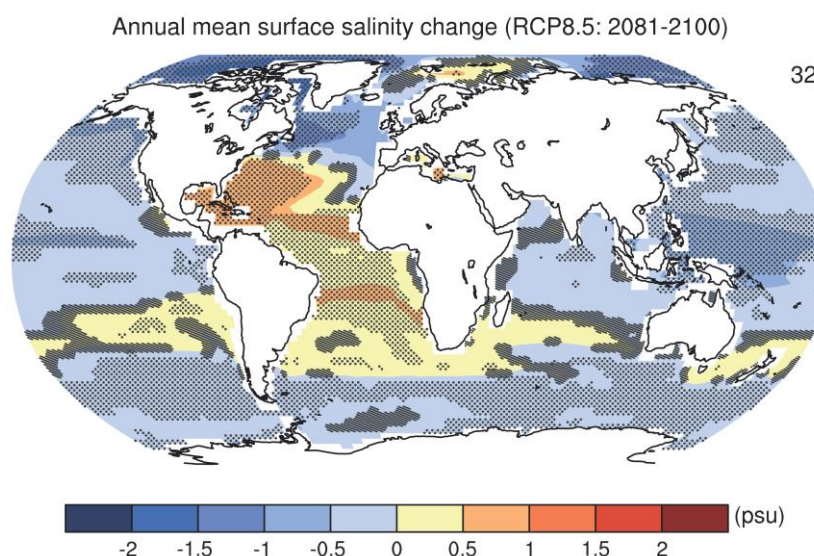 Annual mean surface salinity change (RCP8.5: 2081-2100)
32
-2 -1.5 -1 -0.5 0 0.5 1 1.5 2 (psu)